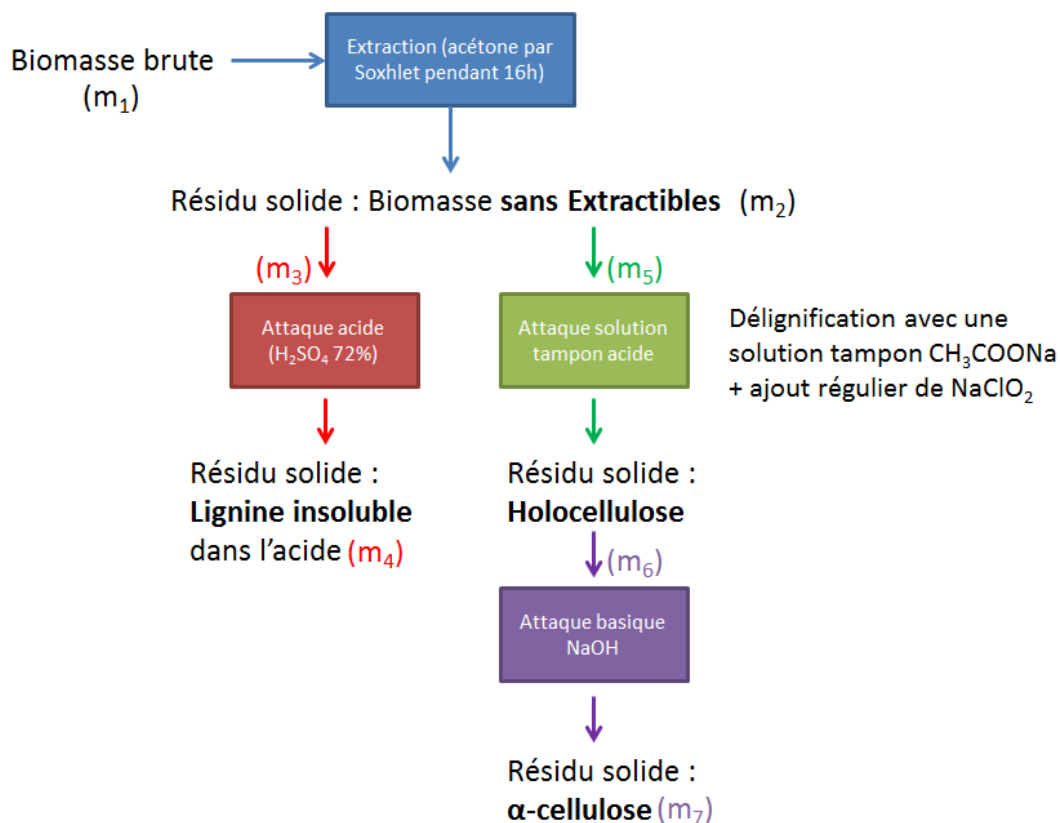 Biomasse brute
(m₁)
Extraction (acétone par
Soxhlet pendant 16h)
Résidu solide : Biomasse sans Extractibles (m₂)
(m₃)
(m₅)
Attaque acide
(H₂SO₄ 72%)
Attaque solution
tampon acide
Délignification avec une
solution tampon CH₃COONa
+ ajout régulier de NaClO₂
Résidu solide :
Lignine insoluble
dans l’acide (m₄)
Résidu solide :
Holocellulose
(m₆)
Attaque basique
NaOH
Résidu solide :
α-cellulose (m₇)